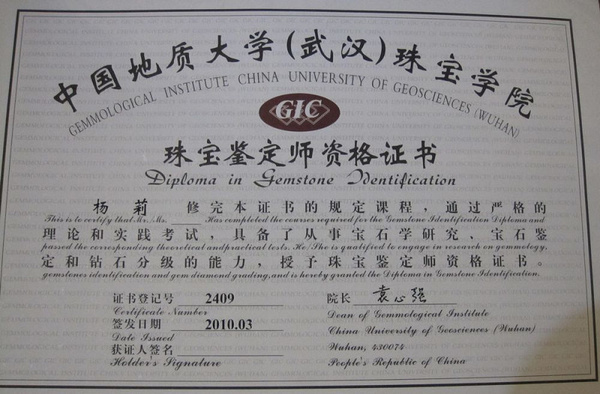 中国地质大学(武汉)珠宝学院
GEMMOLOGICAL INSTITUTE CHINA UNIVERSITY OF GEOSCIENCES (WUHAN)
GIC
珠宝鉴定师资格证书
Diploma in Gemstone Identification
杨莉 修完本证书的规定课程，通过严格的
This is to certify that Mr. Ms. Has completed the courses required for the Gemstone Identification Diploma and
理论和实践考试，具备了从事宝石学研究，宝石鉴
passed the corresponding theoretical and practical tests. He/She is qualified to engage in research on gemmology,
定和钻石分级的能力，授予珠宝鉴定师资格证书。
gemstones identification and gem diamond grading, and is hereby granted the Diploma in Gemstone Identification.
证书登记号 2409 院长 袁心强
Certificate Number Dean of Gemmological Institute
签发日期 2010.03 China University of Geosciences (Wuhan)
Date Issued Wuhan, 430074
获证人签名 People's Republic of China
Holder's Signature